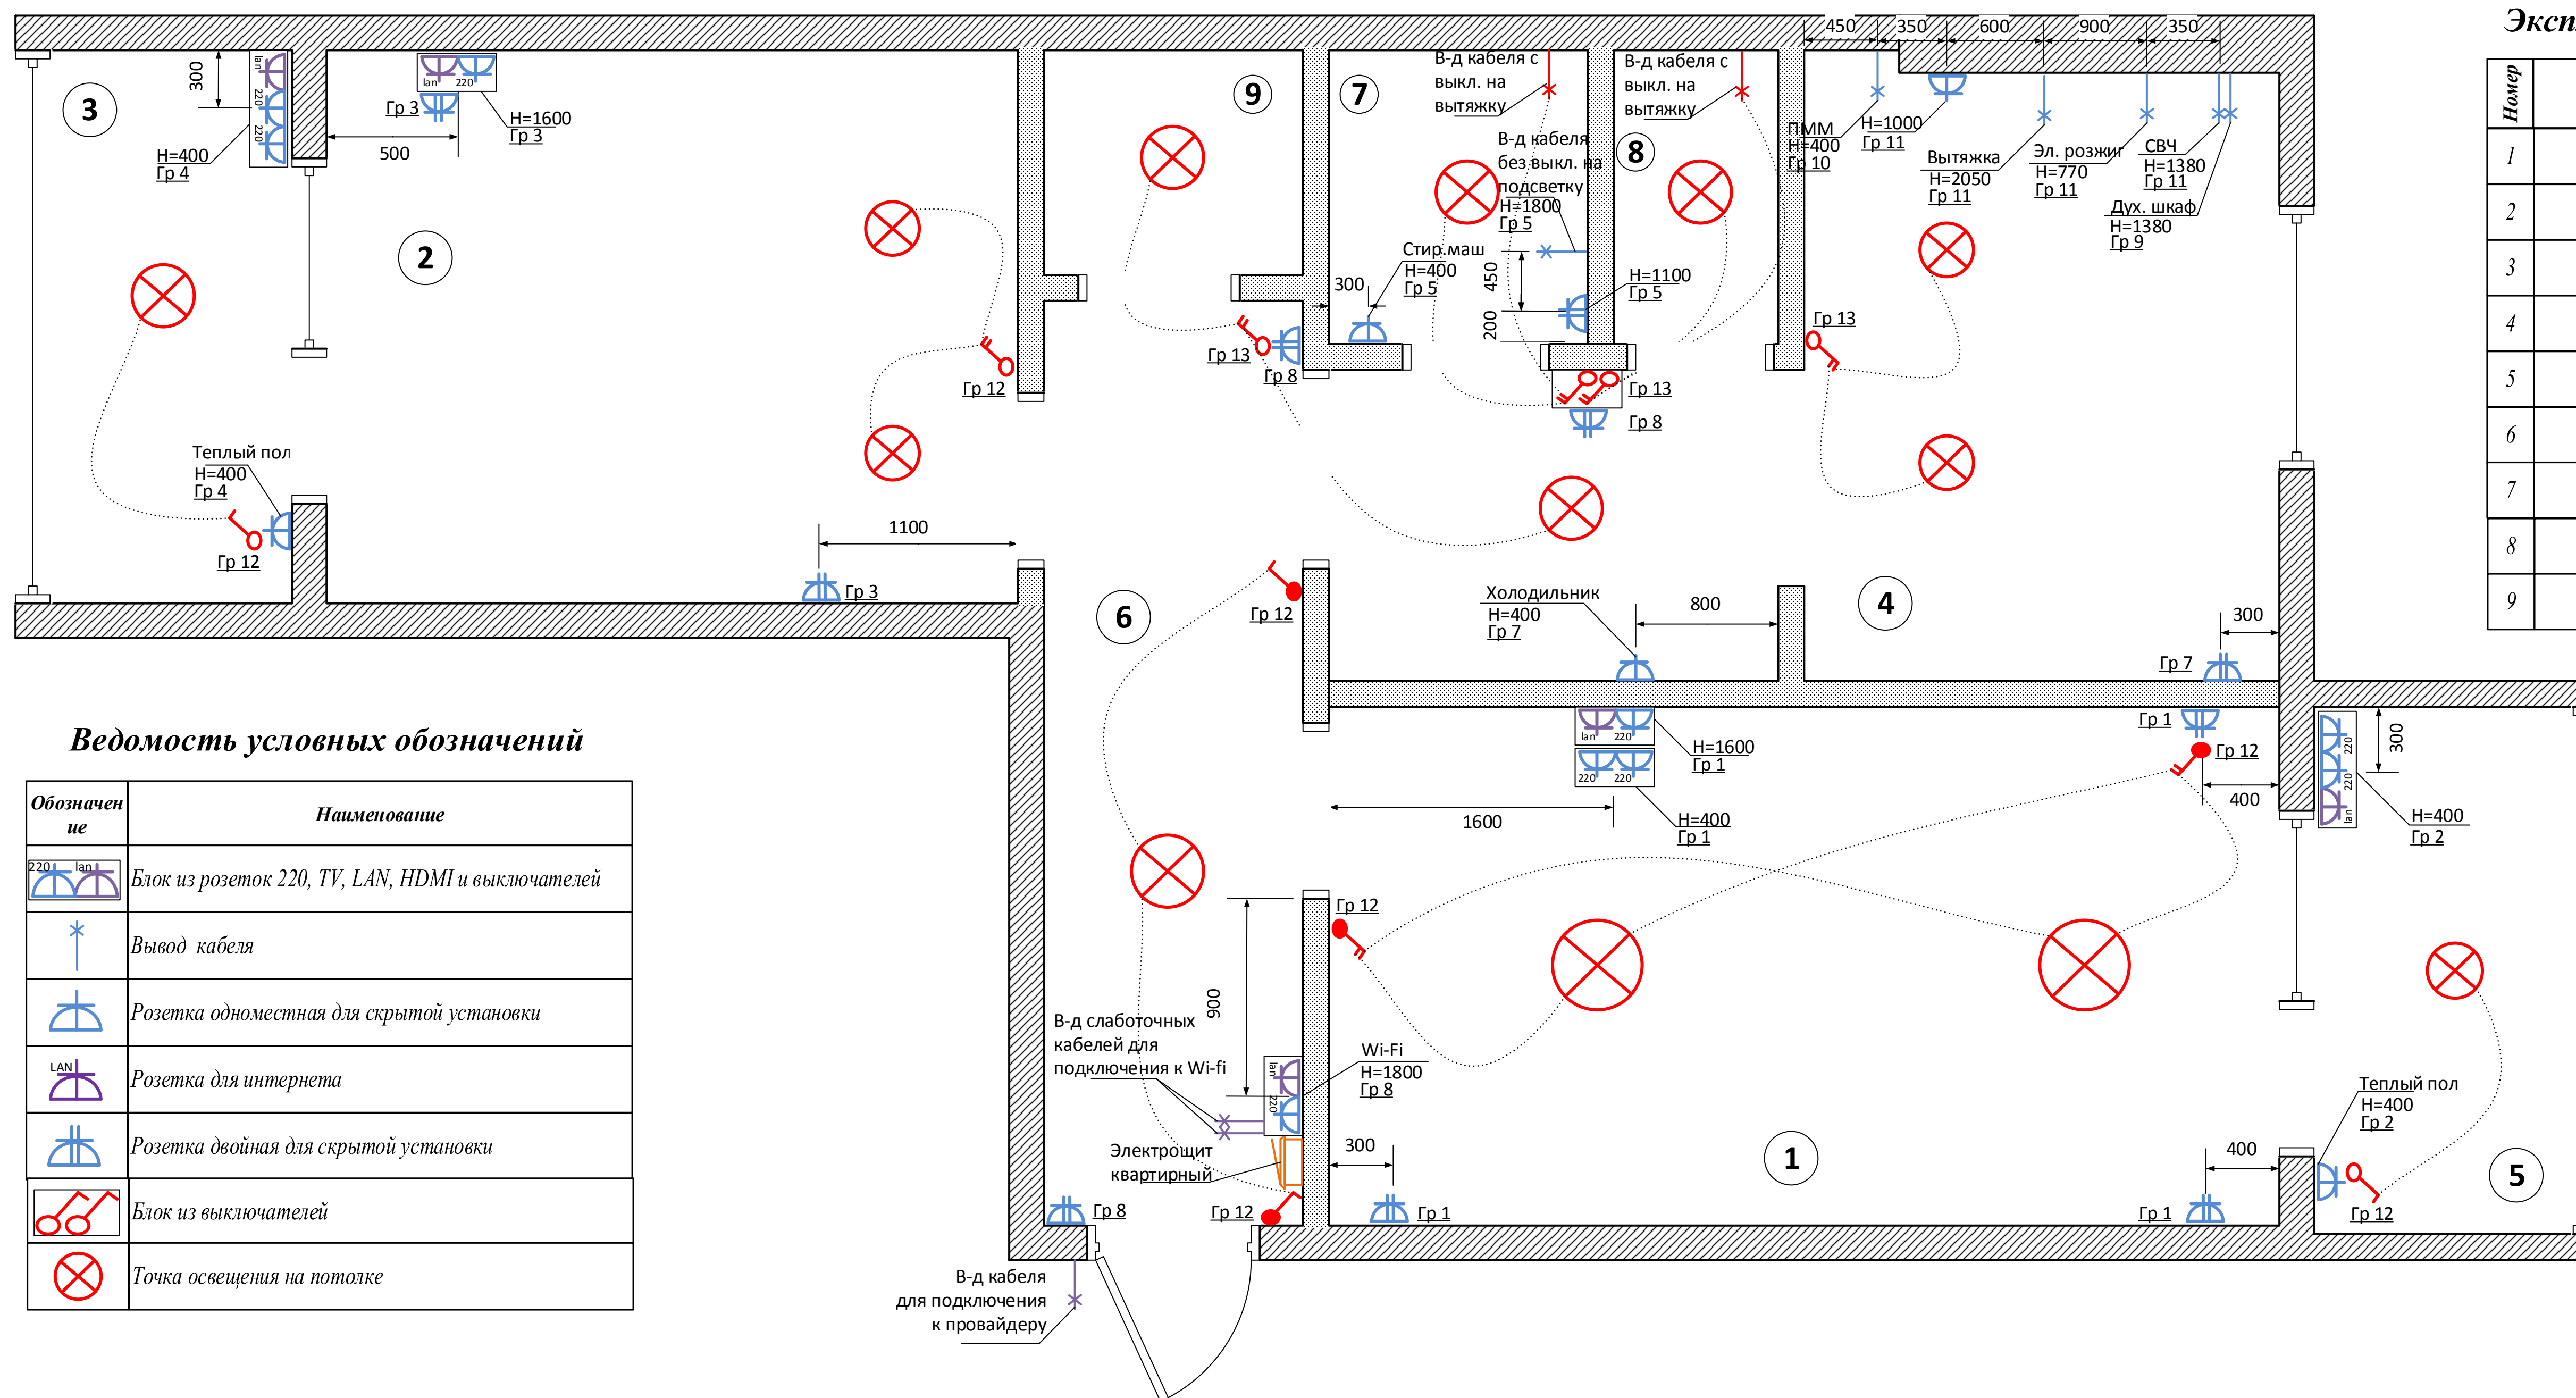 Эксп
Номер
1
2
3
4
5
6
7
8
9
450
350
600
900
350
3
300
lan
220
220
H=400
Гр 4
lan
220
Гр 3
H=1600
Гр 3
500
2
9
7
В-д кабеля с
выкл. на
вытяжку
В-д кабеля с
выкл. на
вытяжку
В-д кабеля
без выкл. на
подсветку
H=1800
Гр 5
8
ПММ
H=400
Гр 10
H=1000
Гр 11
Вытяжка
H=2050
Гр 11
Эл. розжиг
H=770
Гр 11
СВЧ
H=1380
Гр 11
Дух. шкаф
H=1380
Гр 9
Стир.маш
H=400
Гр 5
300
450
200
H=1100
Гр 5
Гр 13
Гр 13
Гр 8
Гр 12
Гр 13
Гр 8
Теплый пол
H=400
Гр 4
Гр 12
1100
Гр 3
6
Гр 12
Холодильник
H=400
Гр 7
800
4
300
Гр 7
lan
220
H=1600
Гр 1
220
220
H=400
Гр 1
1600
Гр 1
Гр 12
400
220
220
lan
300
H=400
Гр 2
Гр 12
900
В-д слаботочных
кабелей для
подключения к Wi-fi
lan
220
Wi-Fi
H=1800
Гр 8
Электрощит
квартирный
300
Гр 8
Гр 12
Гр 1
1
400
Гр 1
Теплый пол
H=400
Гр 2
Гр 12
5
В-д кабеля
для подключения
к провайдеру
Ведомость условных обозначений
Обозначен
ие
Наименование
220
lan
Блок из розеток 220, TV, LAN, HDMI и выключателей
Вывод кабеля
Розетка одноместная для скрытой установки
LAN
Розетка для интернета
Розетка двойная для скрытой установки
Блок из выключателей
Точка освещения на потолке